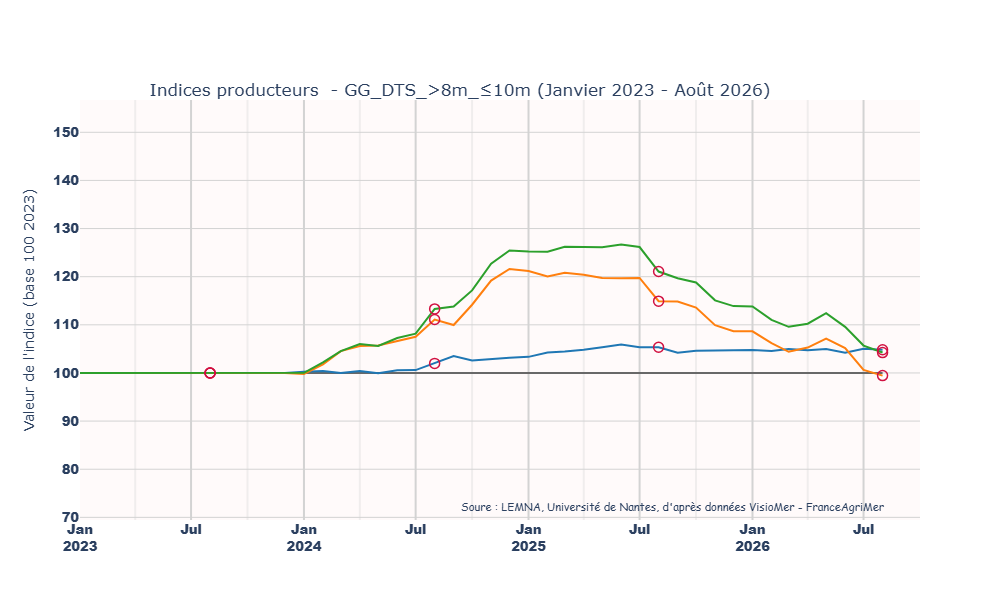 Indices producteurs - GG_DTS_>8m_≤10m (Janvier 2023 - Août 2026)
Valeur de l'indice (base 100 2023)
150
140
130
120
110
100
90
80
70
Soure : LEMNA, Université de Nantes, d'après données VisioMer - FranceAgriMer
Jan Jul Jan Jul Jan Jul Jan Jul
2023 2024 2025 2026